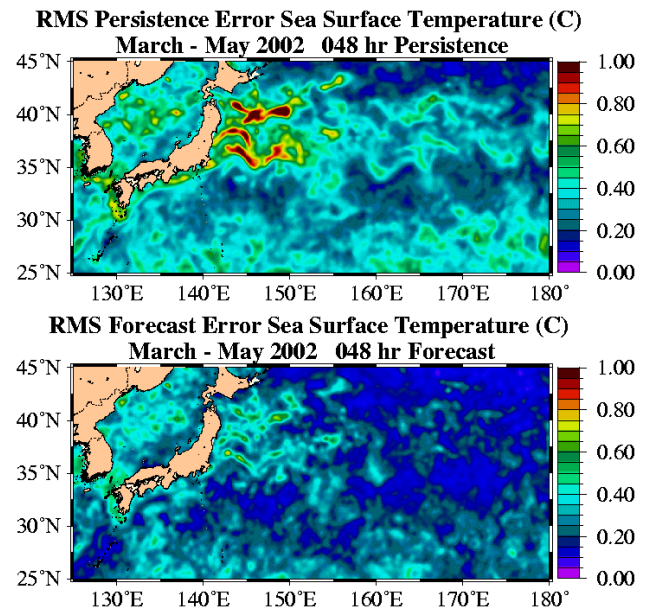 RMS Persistence Error Sea Surface Temperature (C)
March - May 2002 048 hr Persistence
45°N
40°N
35°N
30°N
25°N
130°E 140°E 150°E 160°E 170°E 180°
1.00
0.80
0.60
0.40
0.20
0.00
RMS Forecast Error Sea Surface Temperature (C)
March - May 2002 048 hr Forecast
45°N
40°N
35°N
30°N
25°N
130°E 140°E 150°E 160°E 170°E 180°
1.00
0.80
0.60
0.40
0.20
0.00